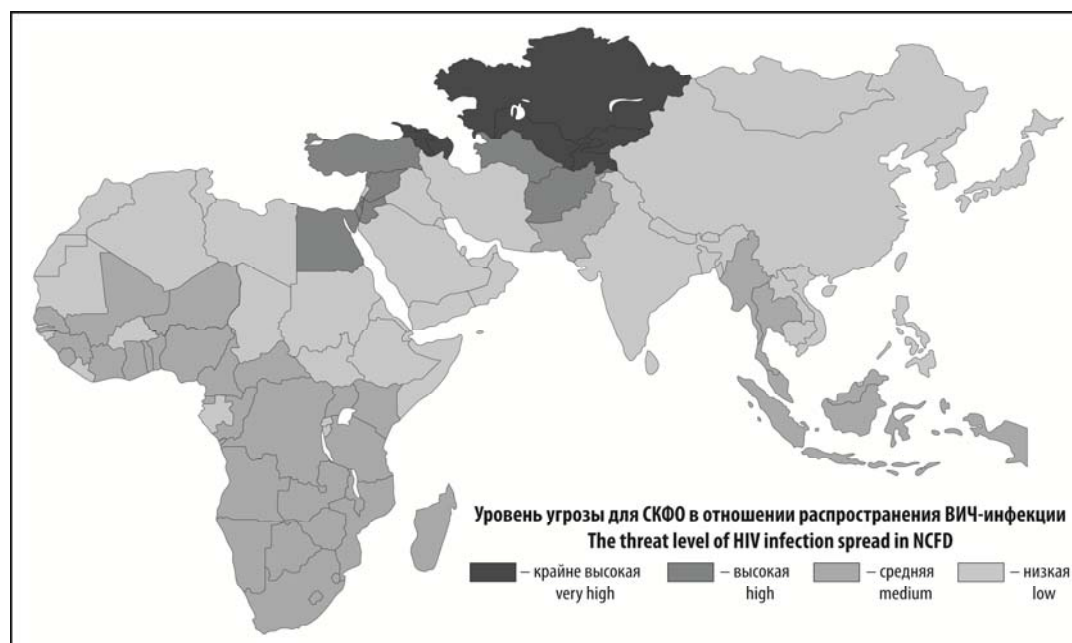 Уровень угрозы для СКФО в отношении распространения ВИЧ-инфекции
The threat level of HIV infection spread in NCFD
– крайне высокая
very high
– высокая
high
– средняя
medium
– низкая
low